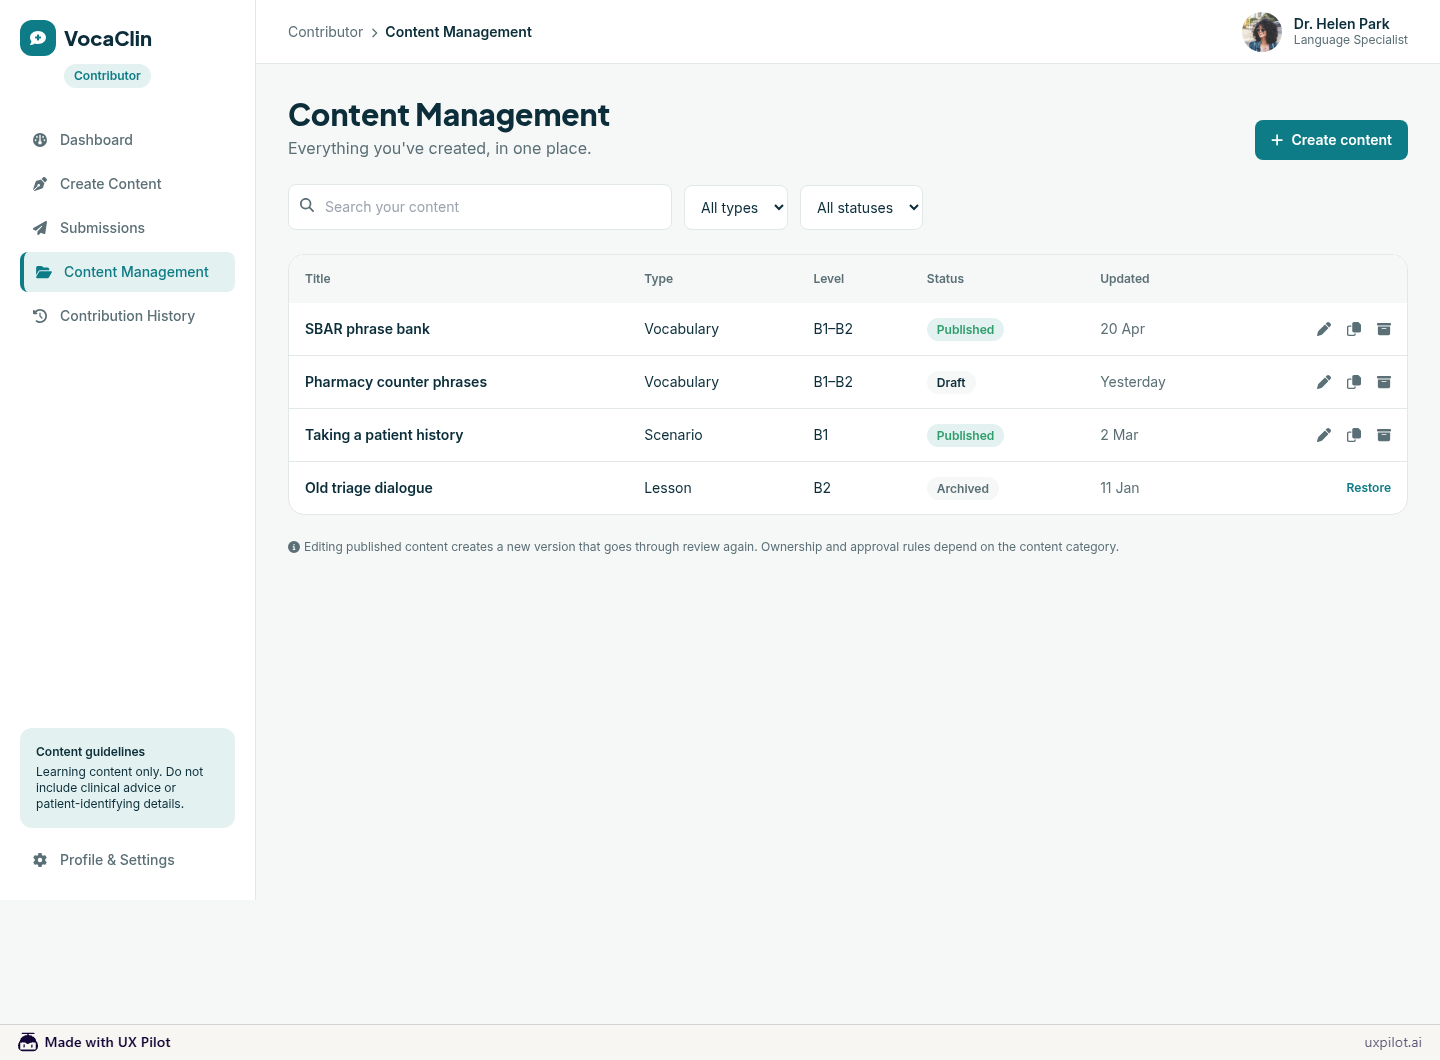 VocaClin
Contributor
Dashboard
Create Content
Submissions
Content Management
Contribution History
Content guidelines
Learning content only. Do not
include clinical advice or
patient-identifying details.
Profile & Settings
Contributor > Content Management
Dr. Helen Park
Language Specialist
Content Management
Everything you've created, in one place.
+ Create content
Search your content
All types
All statuses
Title Type Level Status Updated
SBAR phrase bank Vocabulary B1–B2 Published 20 Apr
Pharmacy counter phrases Vocabulary B1–B2 Draft Yesterday
Taking a patient history Scenario B1 Published 2 Mar
Old triage dialogue Lesson B2 Archived 11 Jan Restore
Editing published content creates a new version that goes through review again. Ownership and approval rules depend on the content category.
Made with UX Pilot
uxpilot.ai